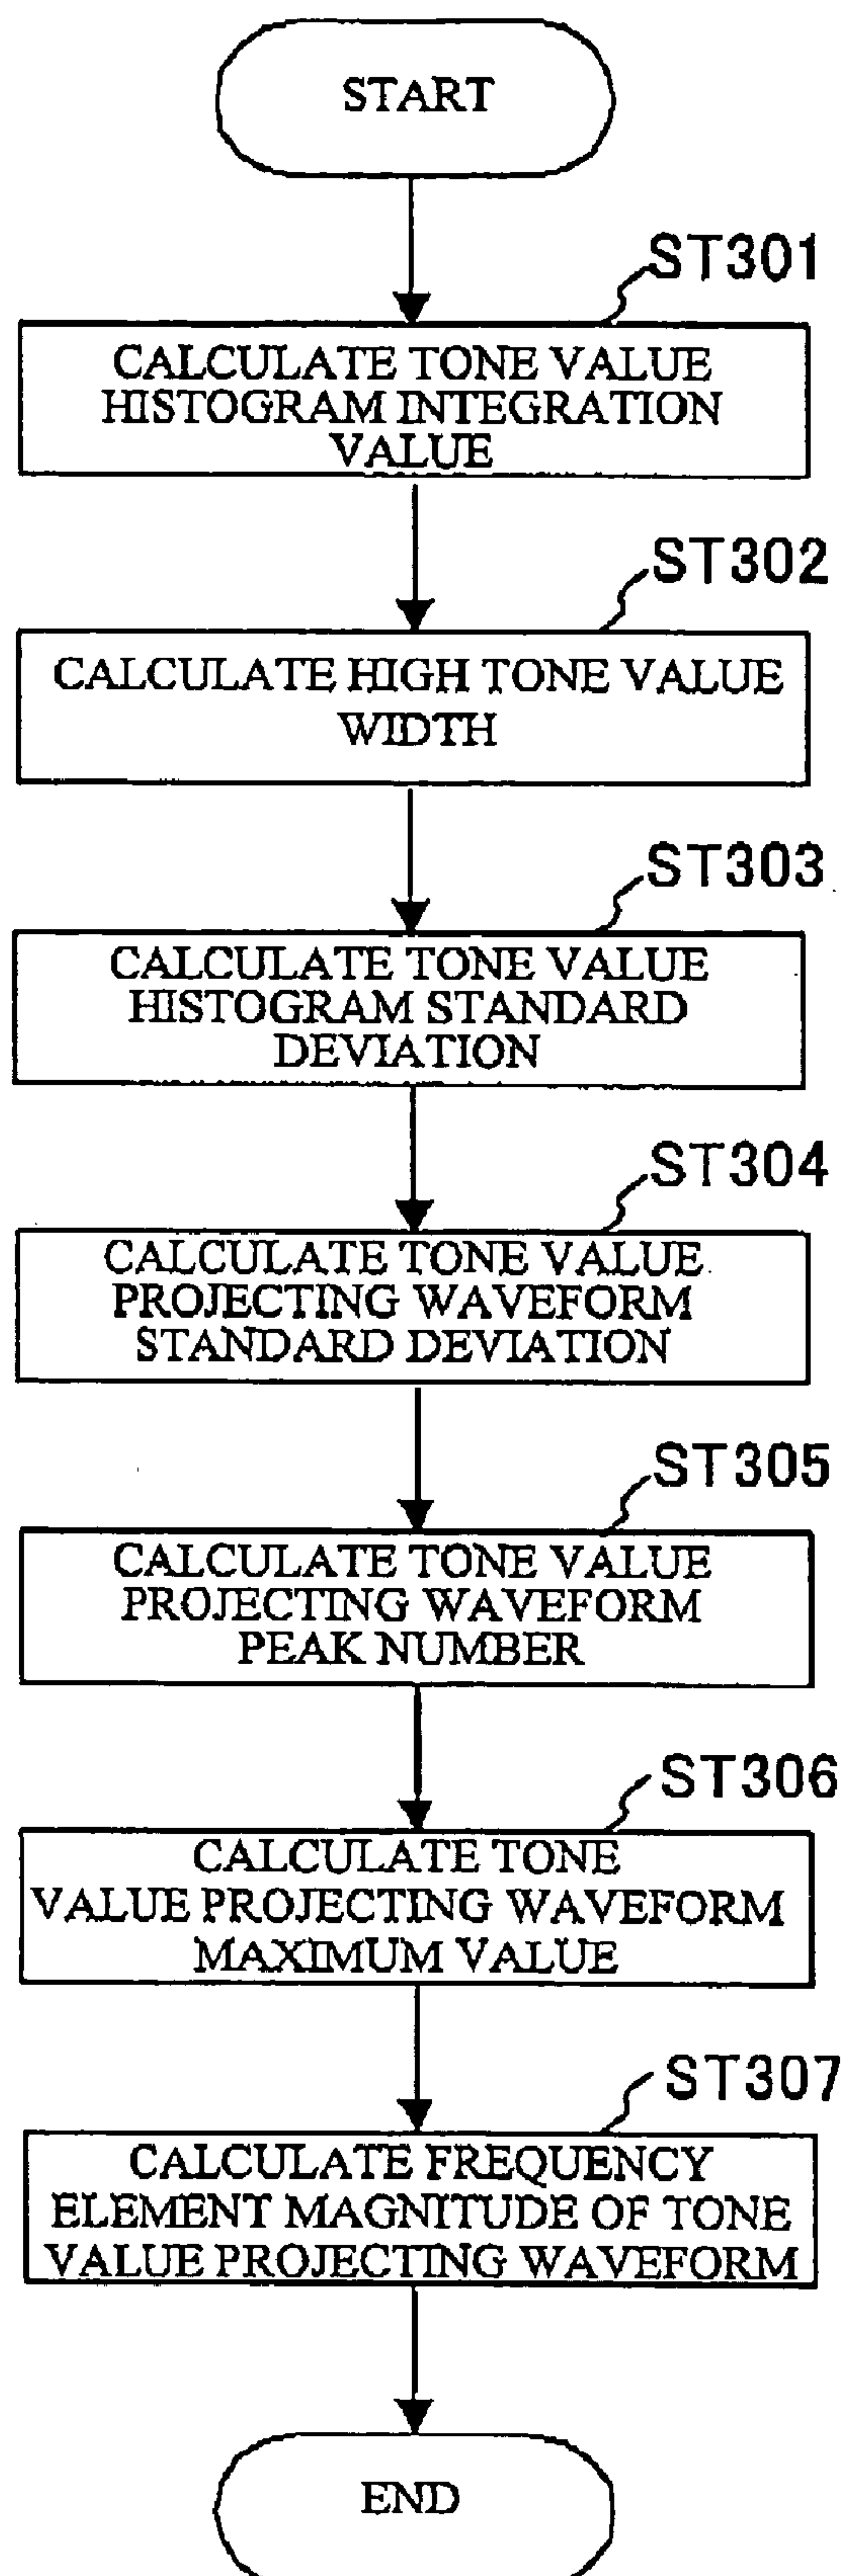 START
ST301
CALCULATE TONE VALUE
HISTOGRAM INTEGRATION
VALUE
ST302
CALCULATE HIGH TONE VALUE
WIDTH
ST303
CALCULATE TONE VALUE
HISTOGRAM STANDARD
DEVIATION
ST304
CALCULATE TONE VALUE
PROJECTING WAVEFORM
STANDARD DEVIATION
ST305
CALCULATE TONE VALUE
PROJECTING WAVEFORM
PEAK NUMBER
ST306
CALCULATE TONE
VALUE PROJECTING WAVEFORM
MAXIMUM VALUE
ST307
CALCULATE FREQUENCY
ELEMENT MAGNITUDE OF TONE
VALUE PROJECTING WAVEFORM
END